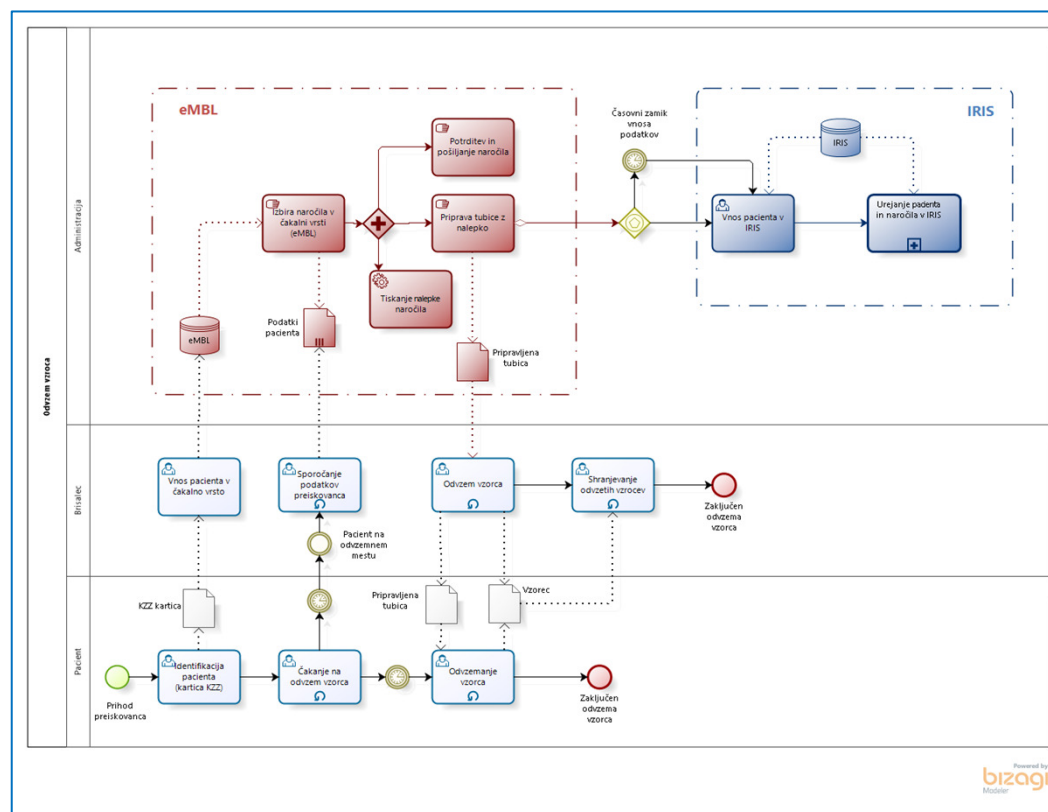 Odvzem vzroca
Administracija
eMBL
Izbira naročila v
čakalni vrsti
(eMBL)
Potrditev in
pošiljanje naročila
Priprava tubice z
nalepko
Tiskanje nalepke
naročila
eMBL
Podatki
pacienta
Pripravljena
tubica
Časovni zamik
vnosa
podatkov
IRIS
IRIS
Vnos pacienta v
IRIS
Urejanje pacienta
in naročila v IRIS
Brisalec
Vnos pacienta v
čakalno vrsto
Sporočanje
podatkov
preiskovanca
Pacient na
odvzemnem
mestu
Odvzem vzorca
Shranjevanje
odvzetih vzrocev
Zaključen
odvzema
vzorca
Pacient
KZZ kartica
Prihod
preiskovanca
Identifikacija
pacienta
(kartica KZZ)
Čakanje na
odvzem vzorca
Pripravljena
tubica
Vzorec
Odvzemanje
vzorca
Zaključen
odvzema
vzorca
Powered by
bizagi
Modeler